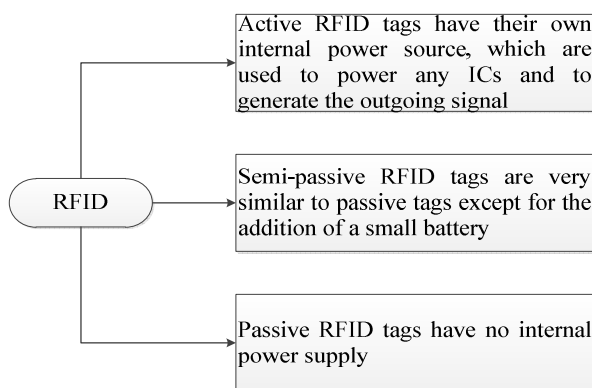 Active RFID tags have their own
internal power source, which are
used to power any ICs and to
generate the outgoing signal
RFID
Semi-passive RFID tags are very
similar to passive tags except for the
addition of a small battery
Passive RFID tags have no internal
power supply